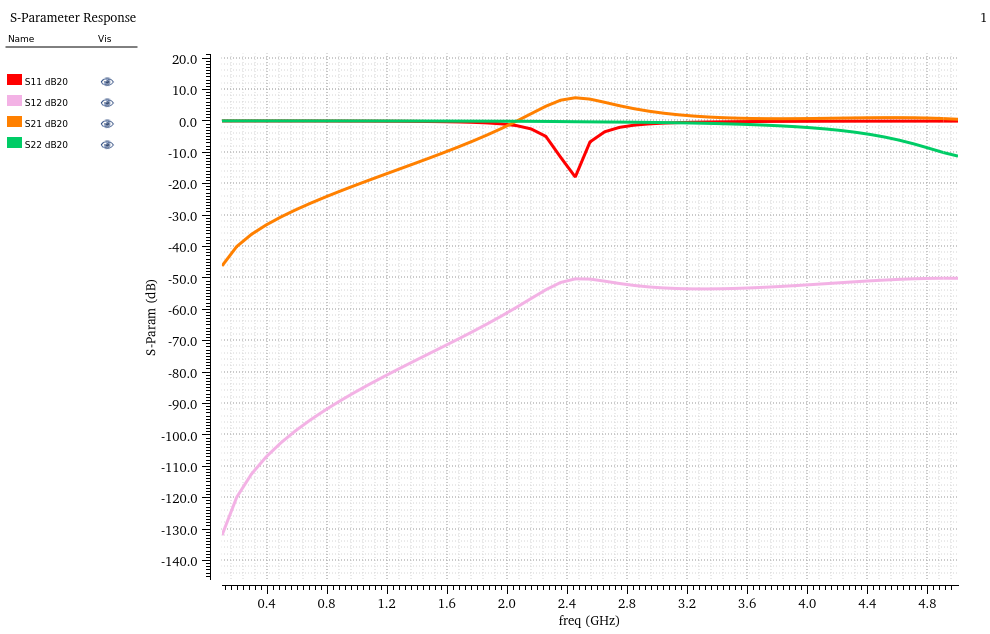 S-Parameter Response
1
Name Vis
S11 dB20
S12 dB20
S21 dB20
S22 dB20
20.0
10.0
0.0
-10.0
-20.0
-30.0
-40.0
-50.0
-60.0
-70.0
-80.0
-90.0
-100.0
-110.0
-120.0
-130.0
-140.0
S-Param (dB)
0.4 0.8 1.2 1.6 2.0 2.4 2.8 3.2 3.6 4.0 4.4 4.8
freq (GHz)